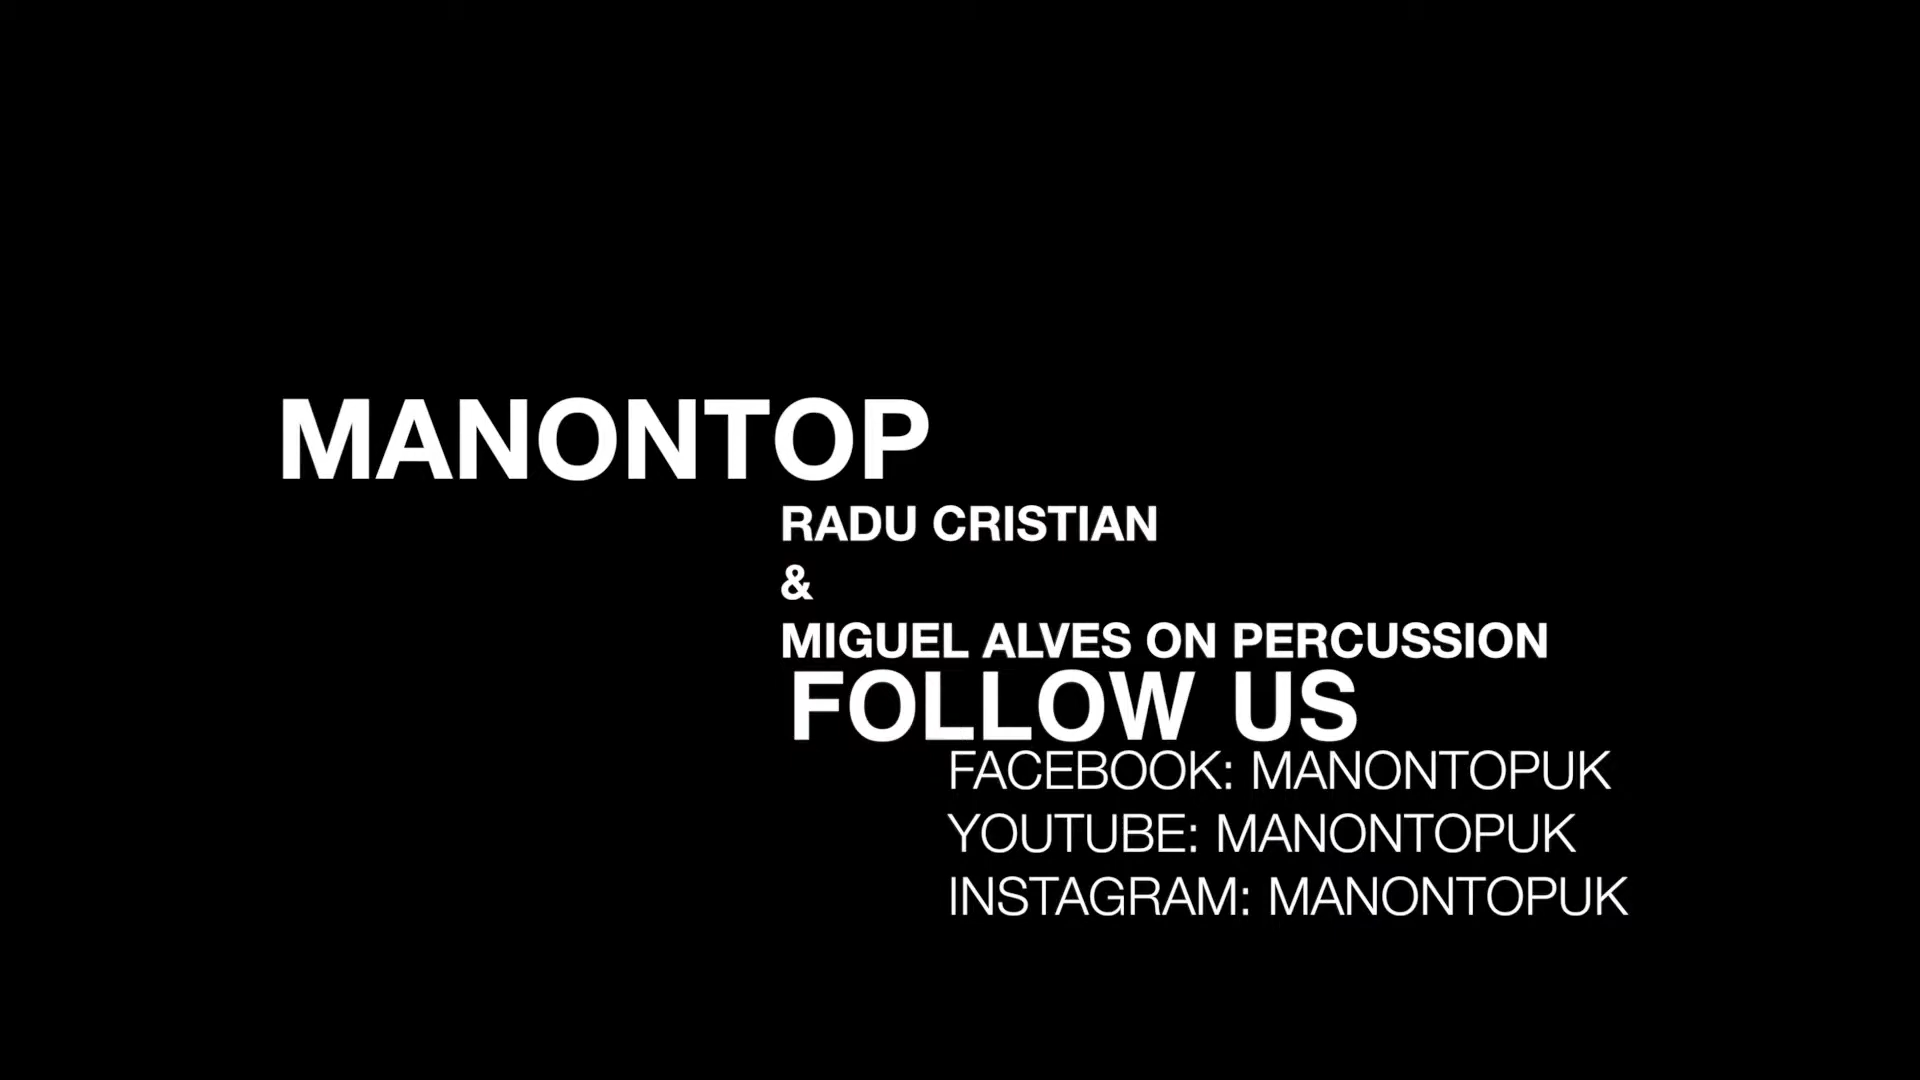 MANONTOP
RADU CRISTIAN
&
MIGUEL ALVES ON PERCUSSION
FOLLOW US
FACEBOOK: MANONTOPUK
YOUTUBE: MANONTOPUK
INSTAGRAM: MANONTOPUK